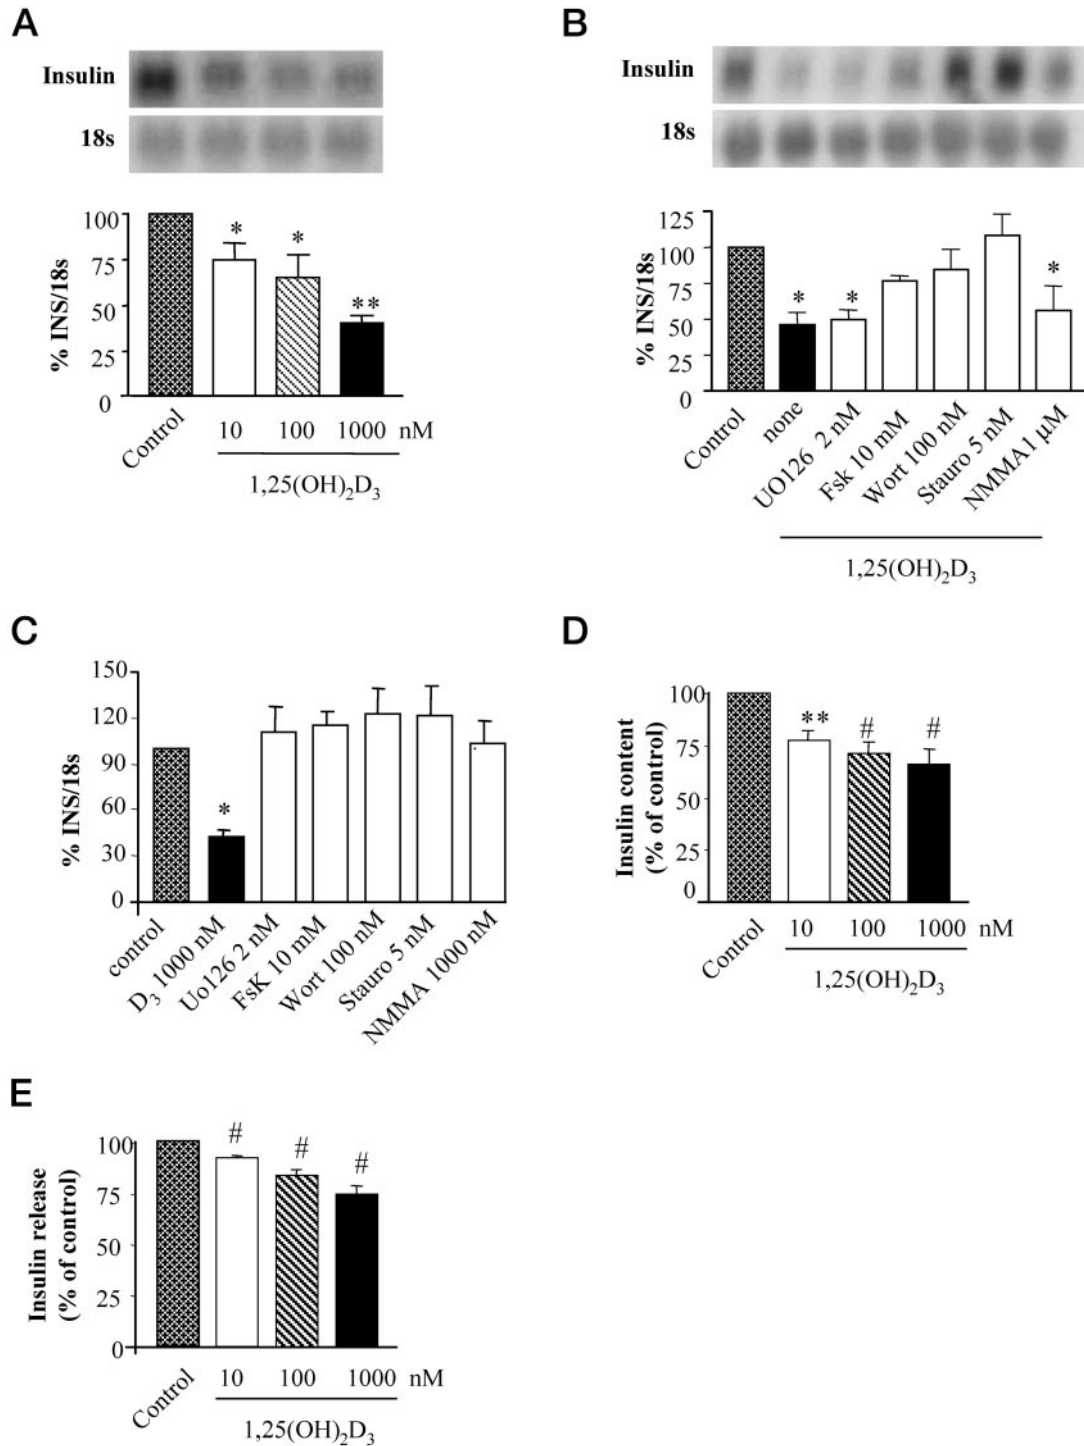 A
Insulin
18s
% INS/18s
100
75
50
25
0
*
*
**
Control
10 100 1000 nM
1,25(OH)₂D₃
B
Insulin
18s
% INS/18s
125
100
75
50
25
0
*
*
*
Control
none
UO126 2 nM
Fsk 10 mM
Wort 100 nM
Stauro 5 nM
NMMA1 μM
1,25(OH)₂D₃
C
% INS/18s
150
120
90
60
30
0
*
control
D₃ 1000 nM
Uo126 2 nM
FsK 10 mM
Wort 100 nM
Stauro 5 nM
NMMA 1000 nM
D
Insulin content
(% of control)
100
75
50
25
0
**
#
#
Control
10 100 1000 nM
1,25(OH)₂D₃
E
Insulin release
(% of control)
100
75
50
25
0
#
#
#
Control
10 100 1000 nM
1,25(OH)₂D₃